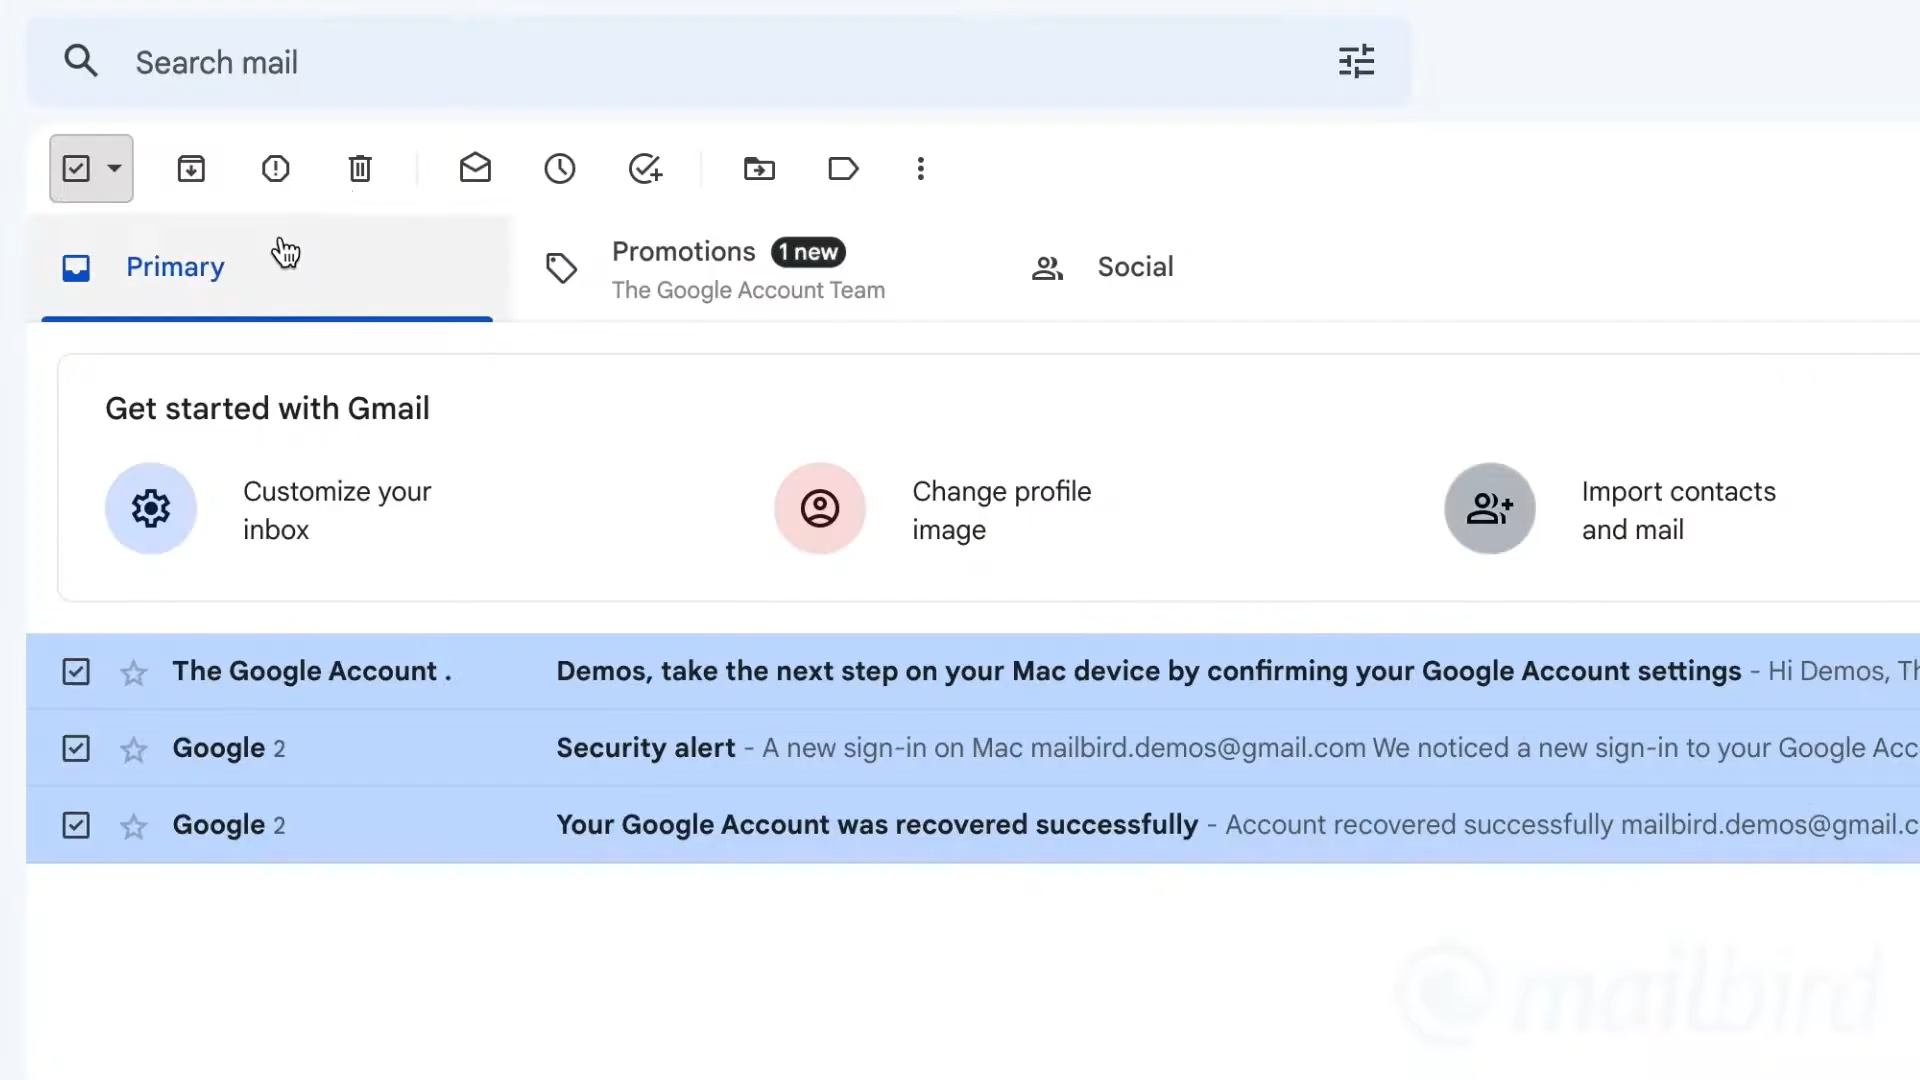 Search mail
Primary
Promotions 1 new
The Google Account Team
Social
Get started with Gmail
Customize your
inbox
Change profile
image
Import contacts
and mail
The Google Account . Demos, take the next step on your Mac device by confirming your Google Account settings - Hi Demos, Th
Google 2 Security alert - A new sign-in on Mac mailbird.demos@gmail.com We noticed a new sign-in to your Google Acc
Google 2 Your Google Account was recovered successfully - Account recovered successfully mailbird.demos@gmail.c
mailbird